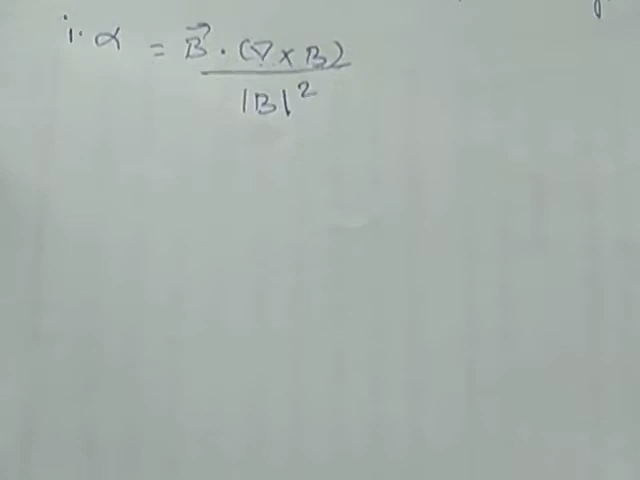 i. α = B⃗ · (∇ × B)
|B|²